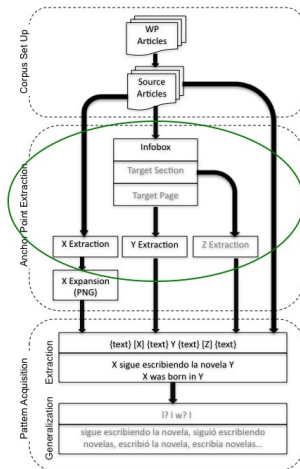 Corpus Set Up
WP
Articles
Source
Articles
Anchor Point Extraction
Infobox
Target Section
Target Page
X Extraction
Y Extraction
Z Extraction
X Expansion
(PNG)
Pattern Acquisition
Extraction
{text} [X] {text} Y {text} [Z] {text}
X sigue escribiendo la novela Y
X was born in Y
Generalization
l? l w? l
sigue escribiendo la novela, siguió escribiendo
novelas, escribió la novela, escribía novelas...